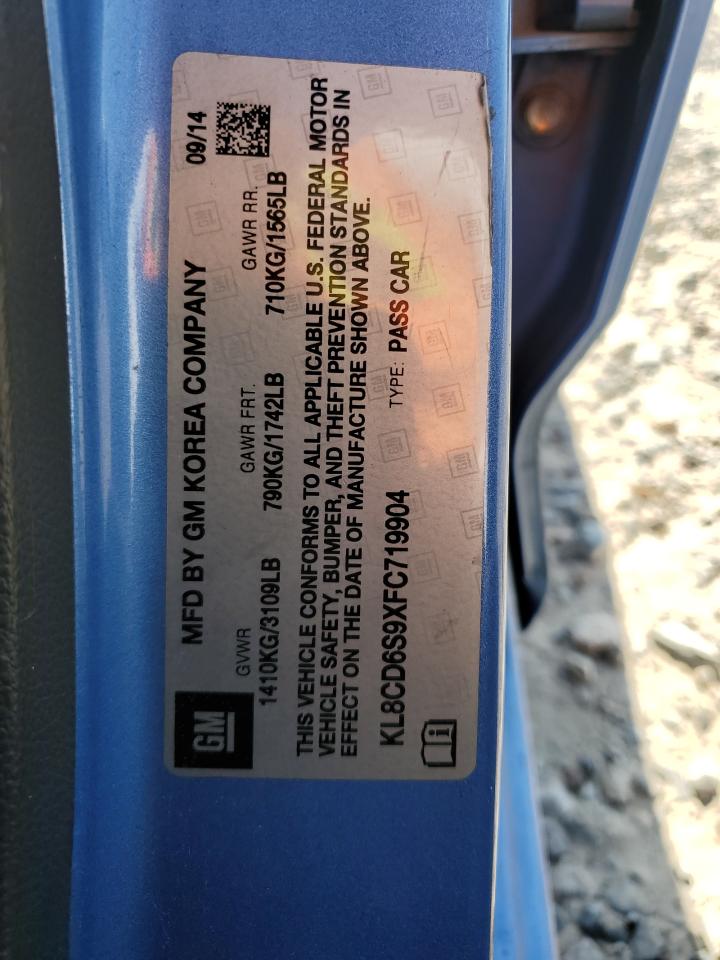 GM
MFD BY GM KOREA COMPANY 09/14
GVWR GAWR FRT. GAWR RR.
1410KG/3109LB 790KG/1742LB 710KG/1565LB
THIS VEHICLE CONFORMS TO ALL APPLICABLE U.S. FEDERAL MOTOR
VEHICLE SAFETY, BUMPER, AND THEFT PREVENTION STANDARDS IN
EFFECT ON THE DATE OF MANUFACTURE SHOWN ABOVE.
KL8CD6S9XFC719904 TYPE: PASS CAR